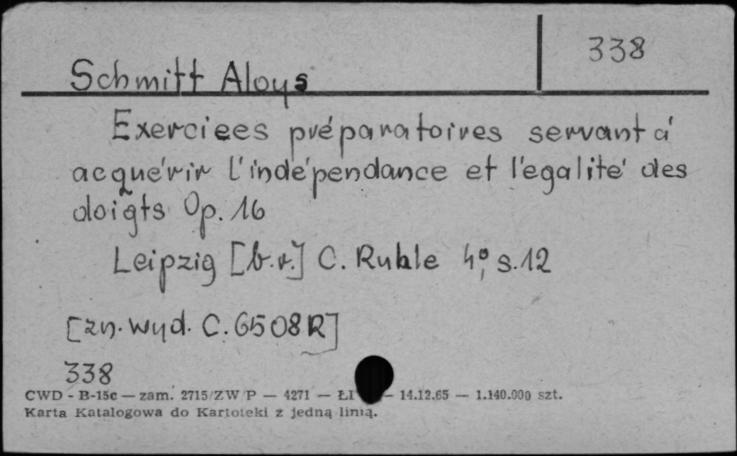 338
Schmitt Aloys
Exerciees préparatoires servant á
acquérir l'indépendance et l'egalité des
doigts Op. 16
Leipzig [b.r.] C. Ruhle 4°, s. 12
[zn. wyd. C. 6508 R]
338
CWD - B-15c — zam. 2715/ZW P — 4271 — — 14.12.65 — 1.140.000 szt.
Karta Katalogowa do Kartoteki z jedną linią.